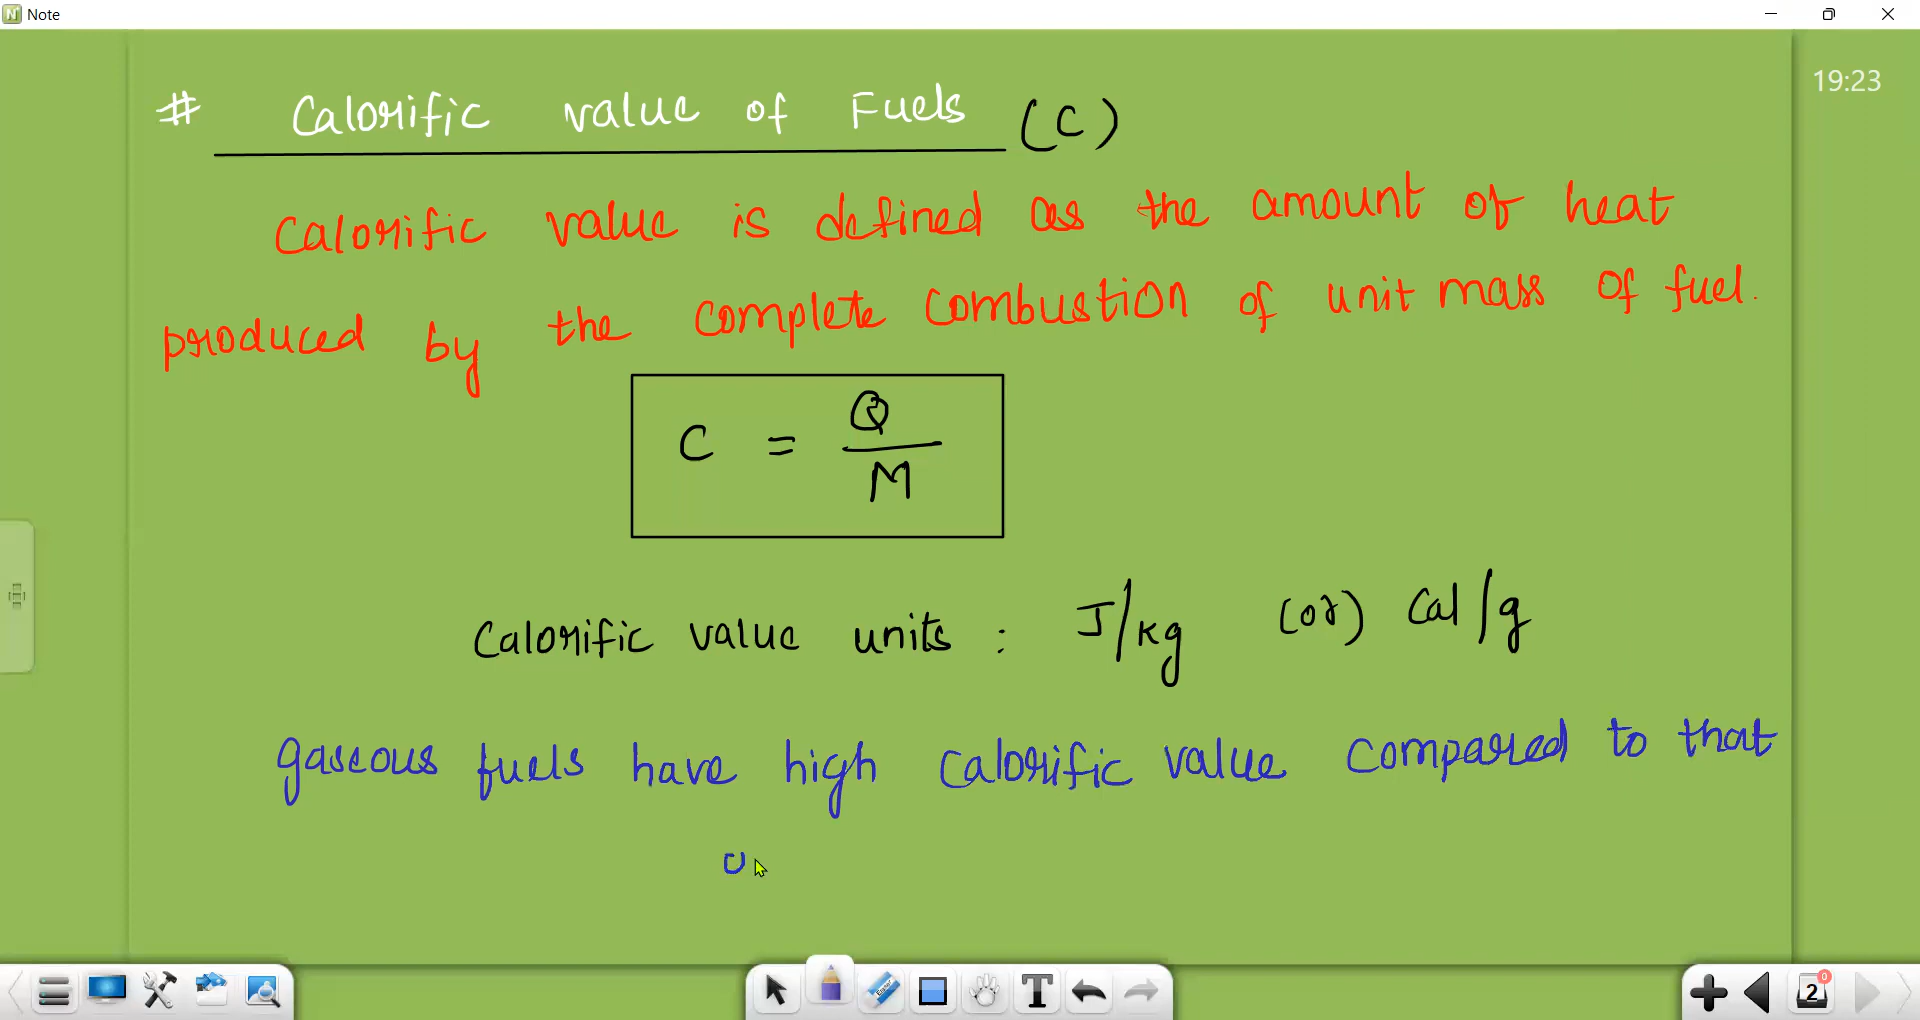 Note
19:23
# Calorific value of Fuels (C)
Calorific value is defined as the amount of heat
produced by the complete combustion of unit mass of fuel.
C = Q/M
Calorific value units : J/kg (or) Cal/g
gaseous fuels have high Calorific value compared to that
o
T
2
0